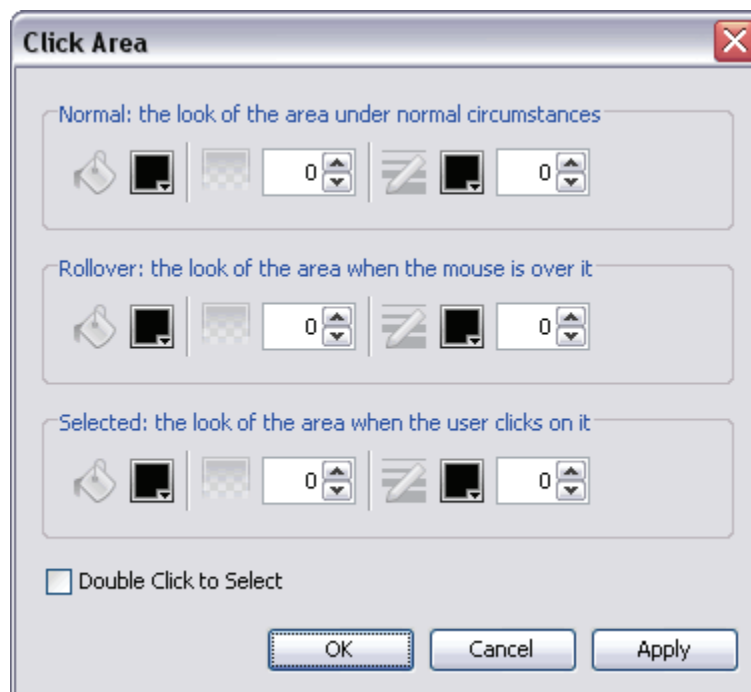 Click Area
Normal: the look of the area under normal circumstances
0 0
Rollover: the look of the area when the mouse is over it
0 0
Selected: the look of the area when the user clicks on it
0 0
Double Click to Select
OK Cancel Apply